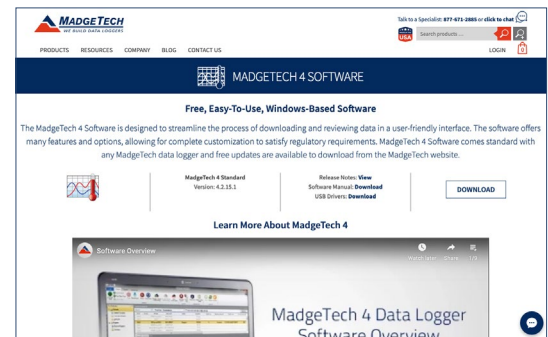 MADGETECH
WE BUILD DATA LOGGERS
Talk to a Specialist: 877-671-2885 or click to chat
USA
Search products ...
PRODUCTS RESOURCES COMPANY BLOG CONTACT US
LOGIN
0
MADGETECH 4 SOFTWARE
Free, Easy-To-Use, Windows-Based Software
The MadgeTech 4 Software is designed to streamline the process of downloading and reviewing data in a user-friendly interface. The software offers
many features and options, allowing for complete customization to satisfy regulatory requirements. MadgeTech 4 Software comes standard with
any MadgeTech data logger and free updates are available to download from the MadgeTech website.
MadgeTech 4 Standard
Version: 4.2.15.1
Release Notes: View
Software Manual: Download
USB Drivers: Download
DOWNLOAD
Learn More About MadgeTech 4
Software Overview
Watch later
Share
1/9
MadgeTech 4 Data Logger
Software Overview